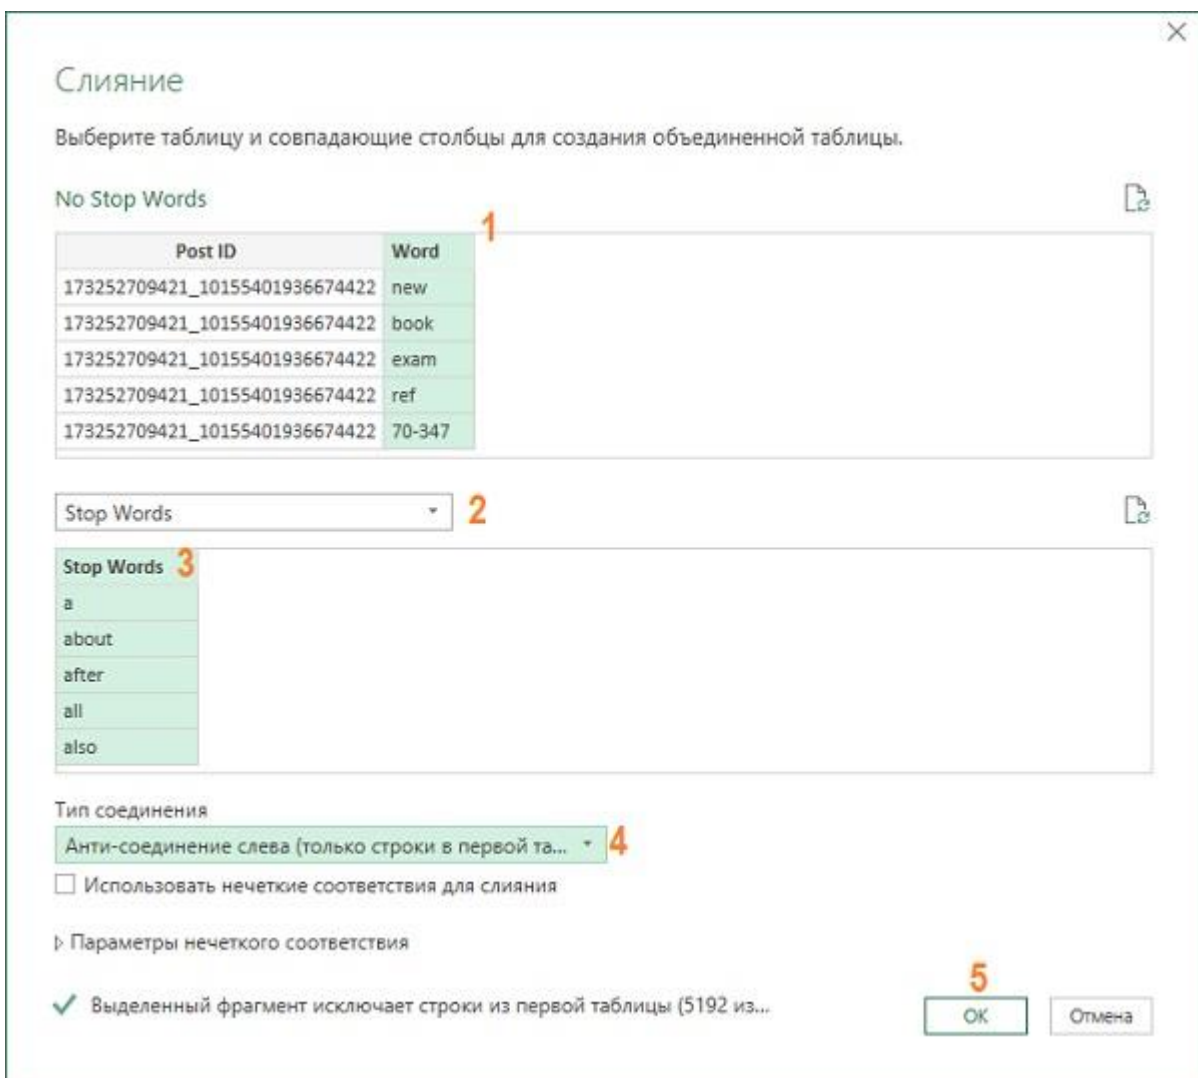 Слияние
Выберите таблицу и совпадающие столбцы для создания объединенной таблицы.
No Stop Words
1
Post ID Word
173252709421_10155401936674422 new
173252709421_10155401936674422 book
173252709421_10155401936674422 exam
173252709421_10155401936674422 ref
173252709421_10155401936674422 70-347
Stop Words 2
Stop Words 3
a
about
after
all
also
Тип соединения
Анти-соединение слева (только строки в первой та... 4
Использовать нечеткие соответствия для слияния
Параметры нечеткого соответствия
5
Выделенный фрагмент исключает строки из первой таблицы (5192 из...
OK Отмена